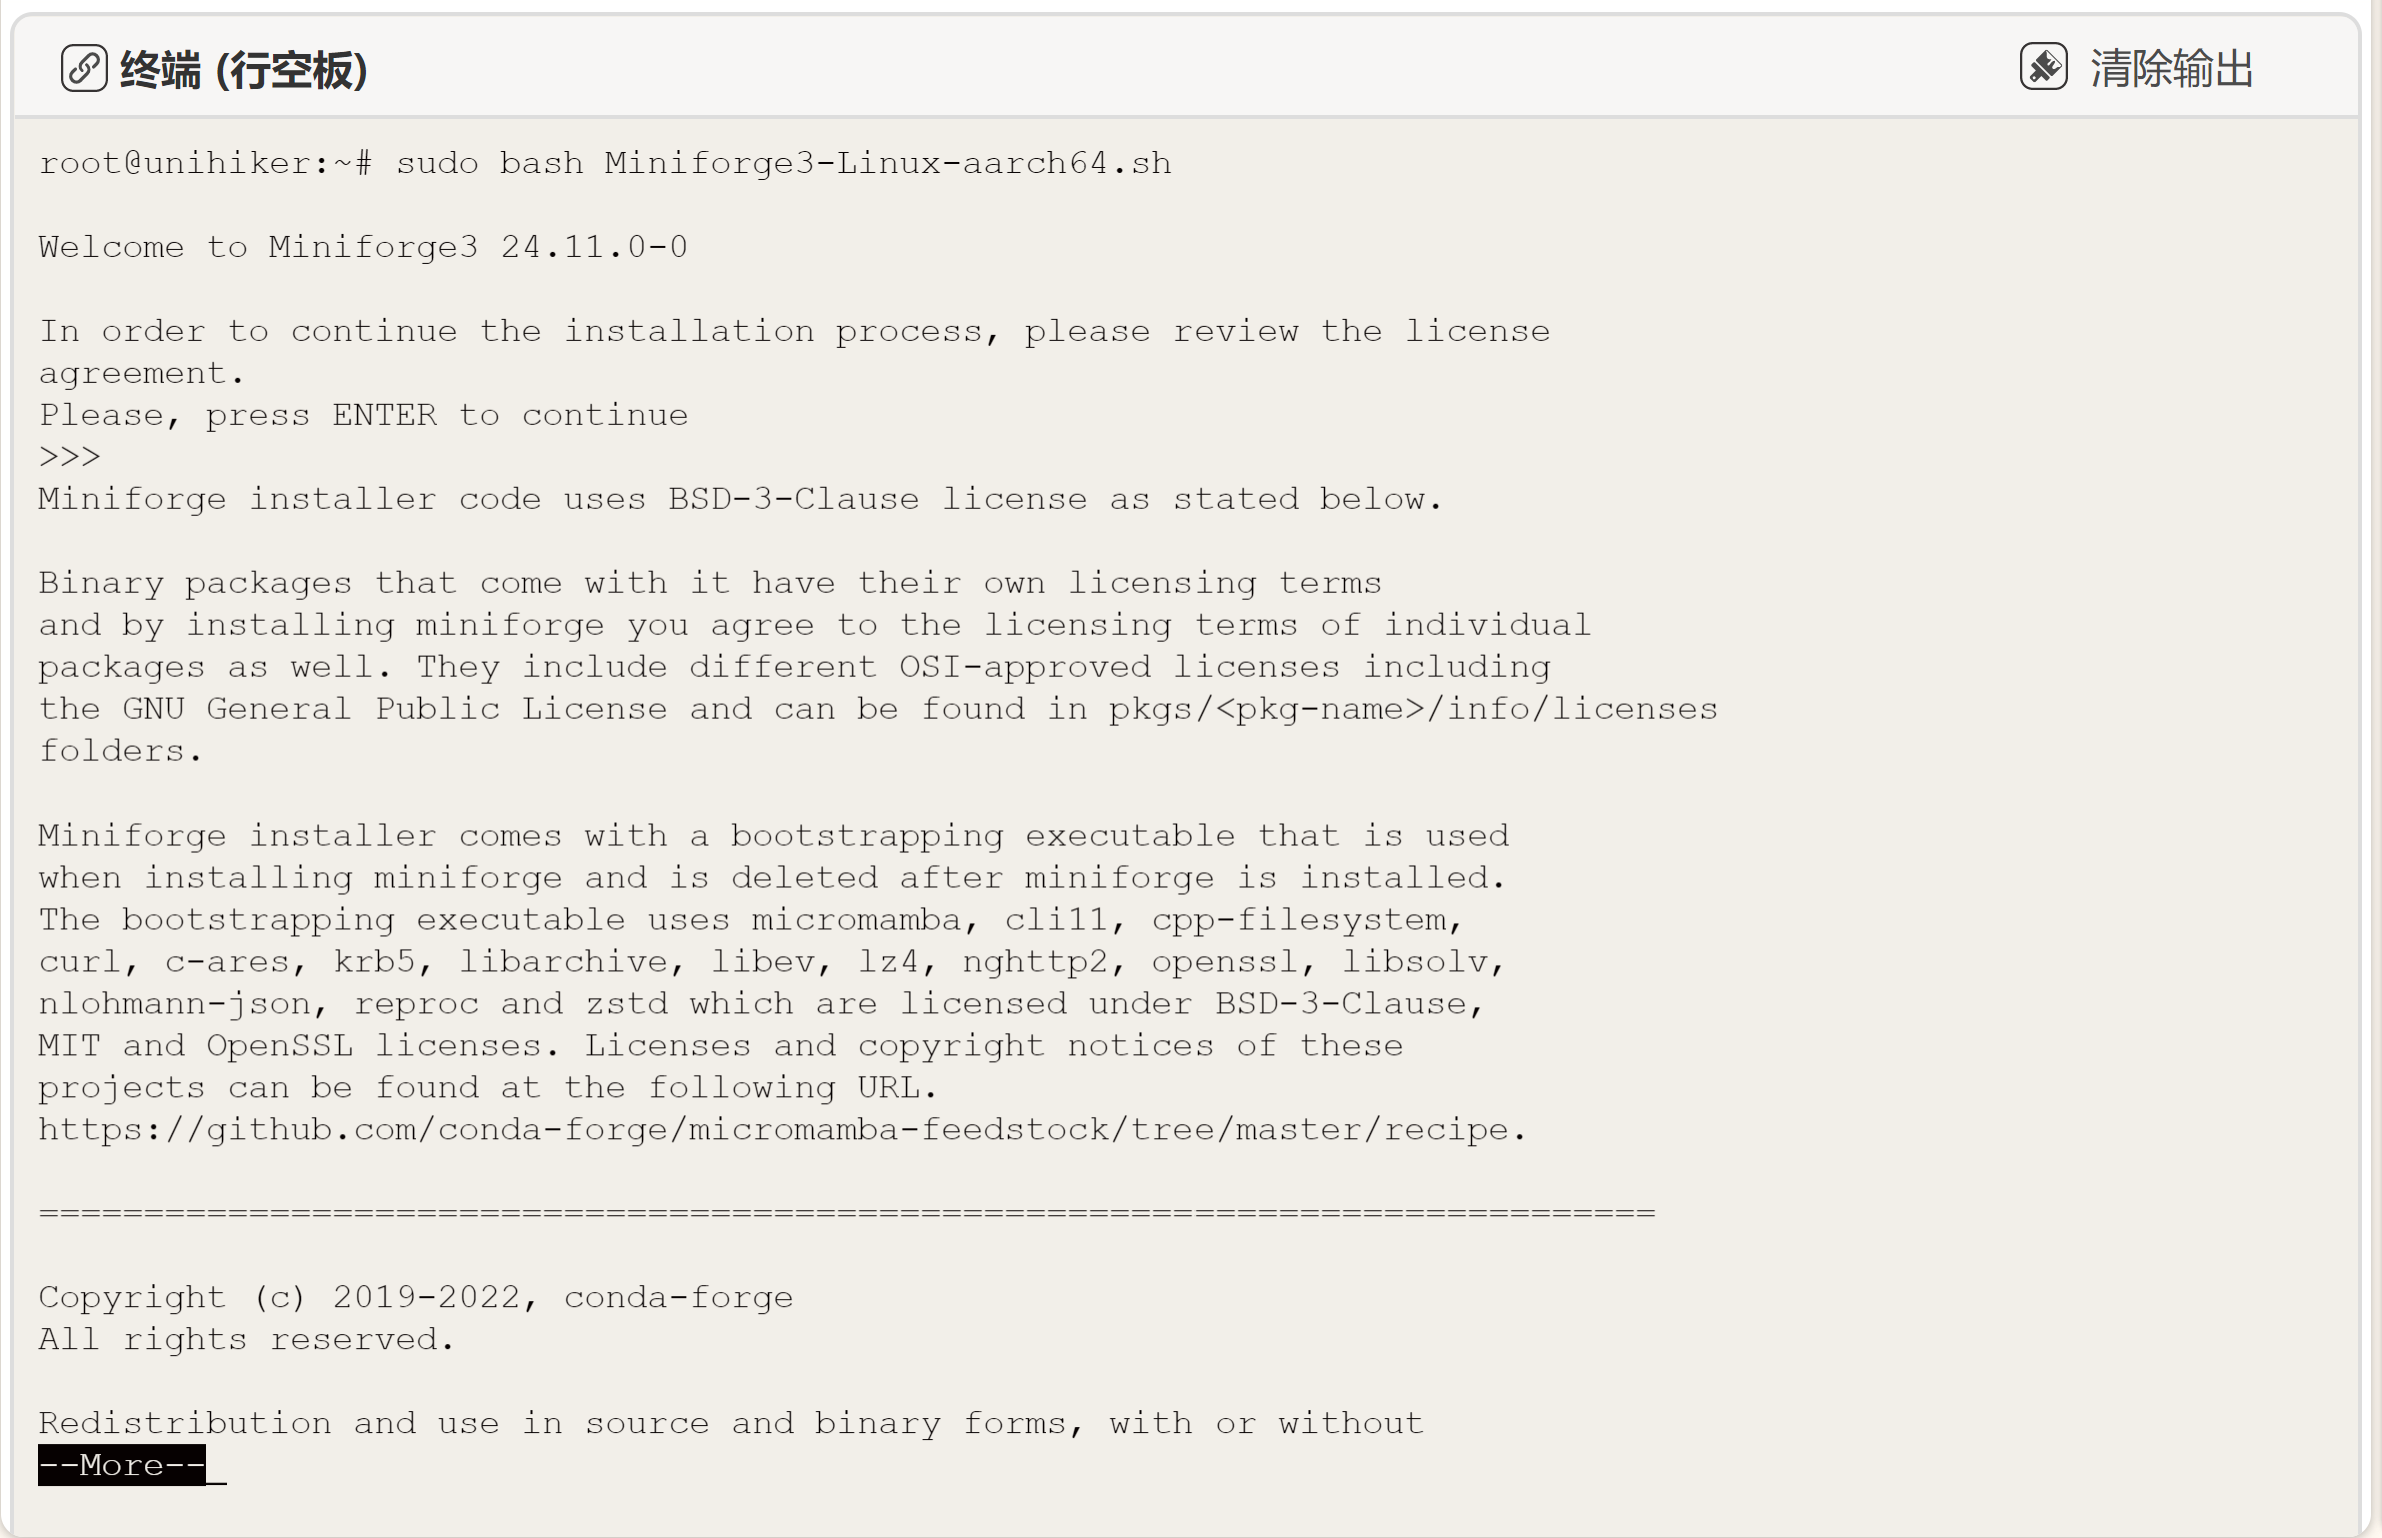 终端 (行空板)
清除输出
root@unihiker:~# sudo bash Miniforge3-Linux-aarch64.sh
Welcome to Miniforge3 24.11.0-0
In order to continue the installation process, please review the license
agreement.
Please, press ENTER to continue
>>>
Miniforge installer code uses BSD-3-Clause license as stated below.
Binary packages that come with it have their own licensing terms
and by installing miniforge you agree to the licensing terms of individual
packages as well. They include different OSI-approved licenses including
the GNU General Public License and can be found in pkgs/<pkg-name>/info/licenses
folders.
Miniforge installer comes with a bootstrapping executable that is used
when installing miniforge and is deleted after miniforge is installed.
The bootstrapping executable uses micromamba, cli11, cpp-filesystem,
curl, c-ares, krb5, libarchive, libev, lz4, nghttp2, openssl, libsolv,
nlohmann-json, reproc and zstd which are licensed under BSD-3-Clause,
MIT and OpenSSL licenses. Licenses and copyright notices of these
projects can be found at the following URL.
https://github.com/conda-forge/micromamba-feedstock/tree/master/recipe.
=============================================================================
Copyright (c) 2019-2022, conda-forge
All rights reserved.
Redistribution and use in source and binary forms, with or without
--More--